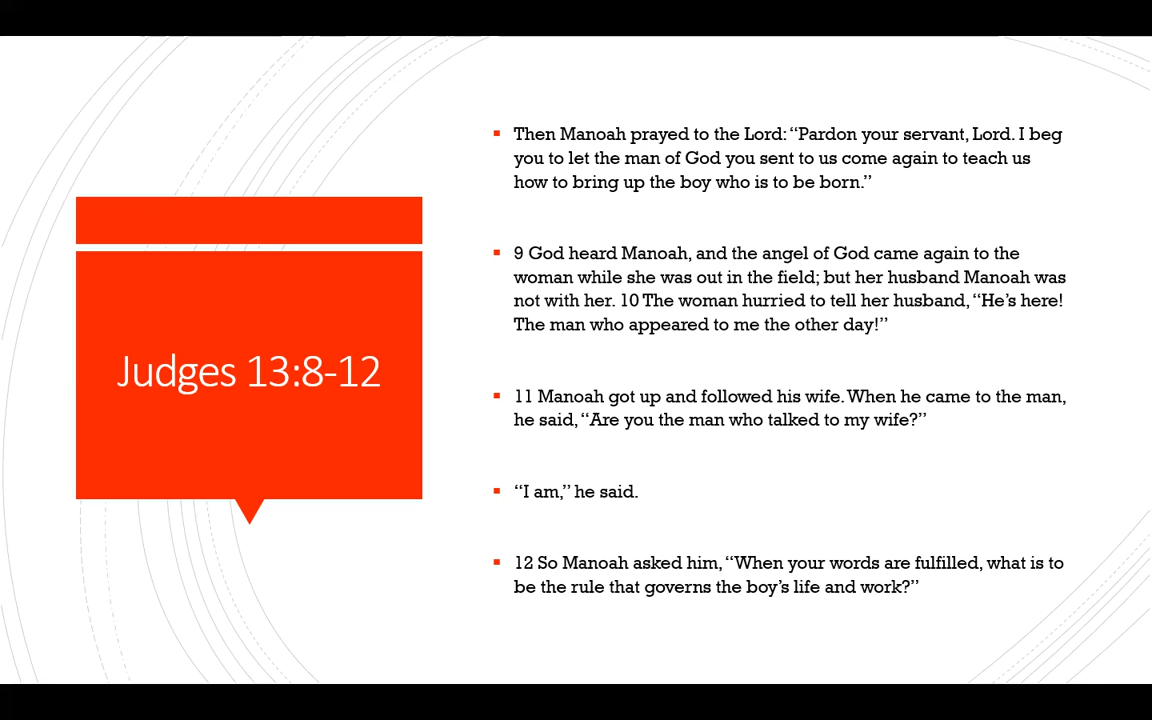 Judges 13:8-12
▪ Then Manoah prayed to the Lord: “Pardon your servant, Lord. I beg
you to let the man of God you sent to us come again to teach us
how to bring up the boy who is to be born.”
▪ 9 God heard Manoah, and the angel of God came again to the
woman while she was out in the field; but her husband Manoah was
not with her. 10 The woman hurried to tell her husband, “He’s here!
The man who appeared to me the other day!”
▪ 11 Manoah got up and followed his wife. When he came to the man,
he said, “Are you the man who talked to my wife?”
▪ “I am,” he said.
▪ 12 So Manoah asked him, “When your words are fulfilled, what is to
be the rule that governs the boy’s life and work?”